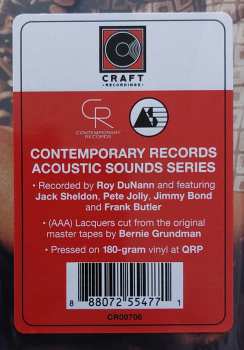 CRAFT
RECORDINGS
CR
CONTEMPORARY
RECORDS
AS
CONTEMPORARY RECORDS
ACOUSTIC SOUNDS SERIES
• Recorded by Roy DuNann and featuring
Jack Sheldon, Pete Jolly, Jimmy Bond
and Frank Butler
• (AAA) Lacquers cut from the original
master tapes by Bernie Grundman
• Pressed on 180-gram vinyl at QRP
8 88072 55477 1
CR00706